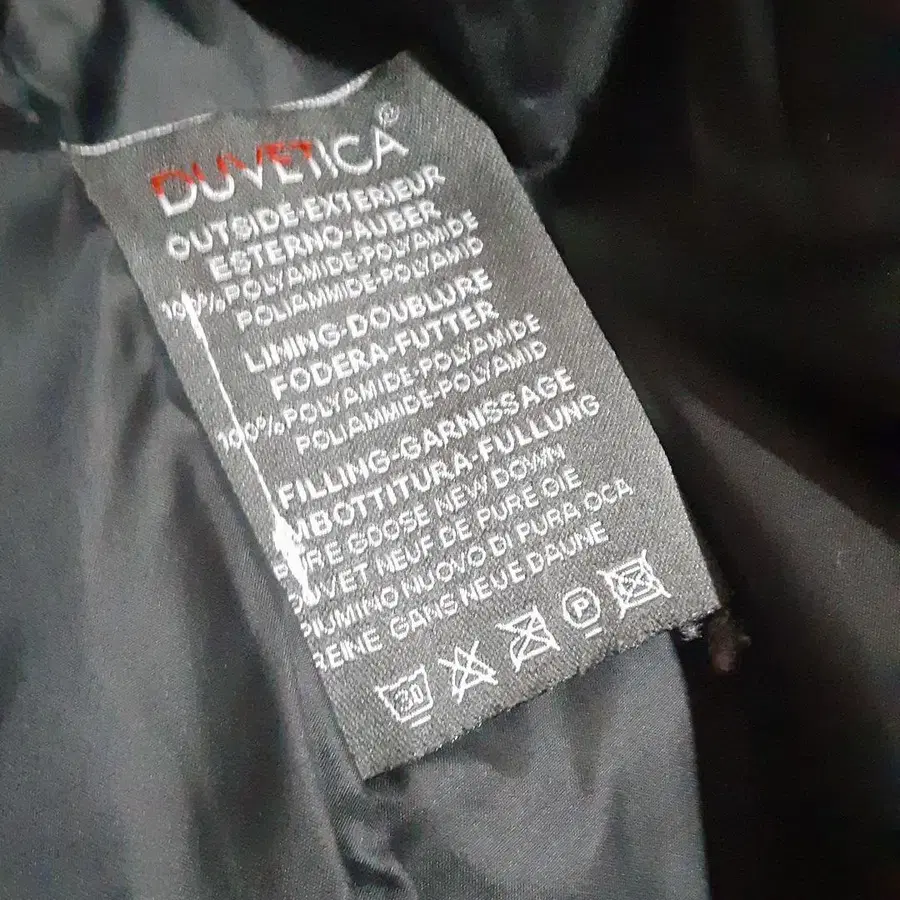 DUVETICA®
OUTSIDE-EXTERIEUR
ESTERNO-AUBER
100%POLYAMIDE-POLYAMIDE
POLIAMMIDE-POLYAMID
LINING-DOUBLURE
FODERA-FUTTER
100%POLYAMIDE-POLYAMIDE
POLIAMMIDE-POLYAMID
FILLING-GARNISSAGE
IMBOTTITURA-FULLUNG
PURE GOOSE NEW DOWN
DUVET NEUF DE PURE OIE
PIUMINO NUOVO DI PURA OCA
REINE GANS NEUE DAUNE
30 P